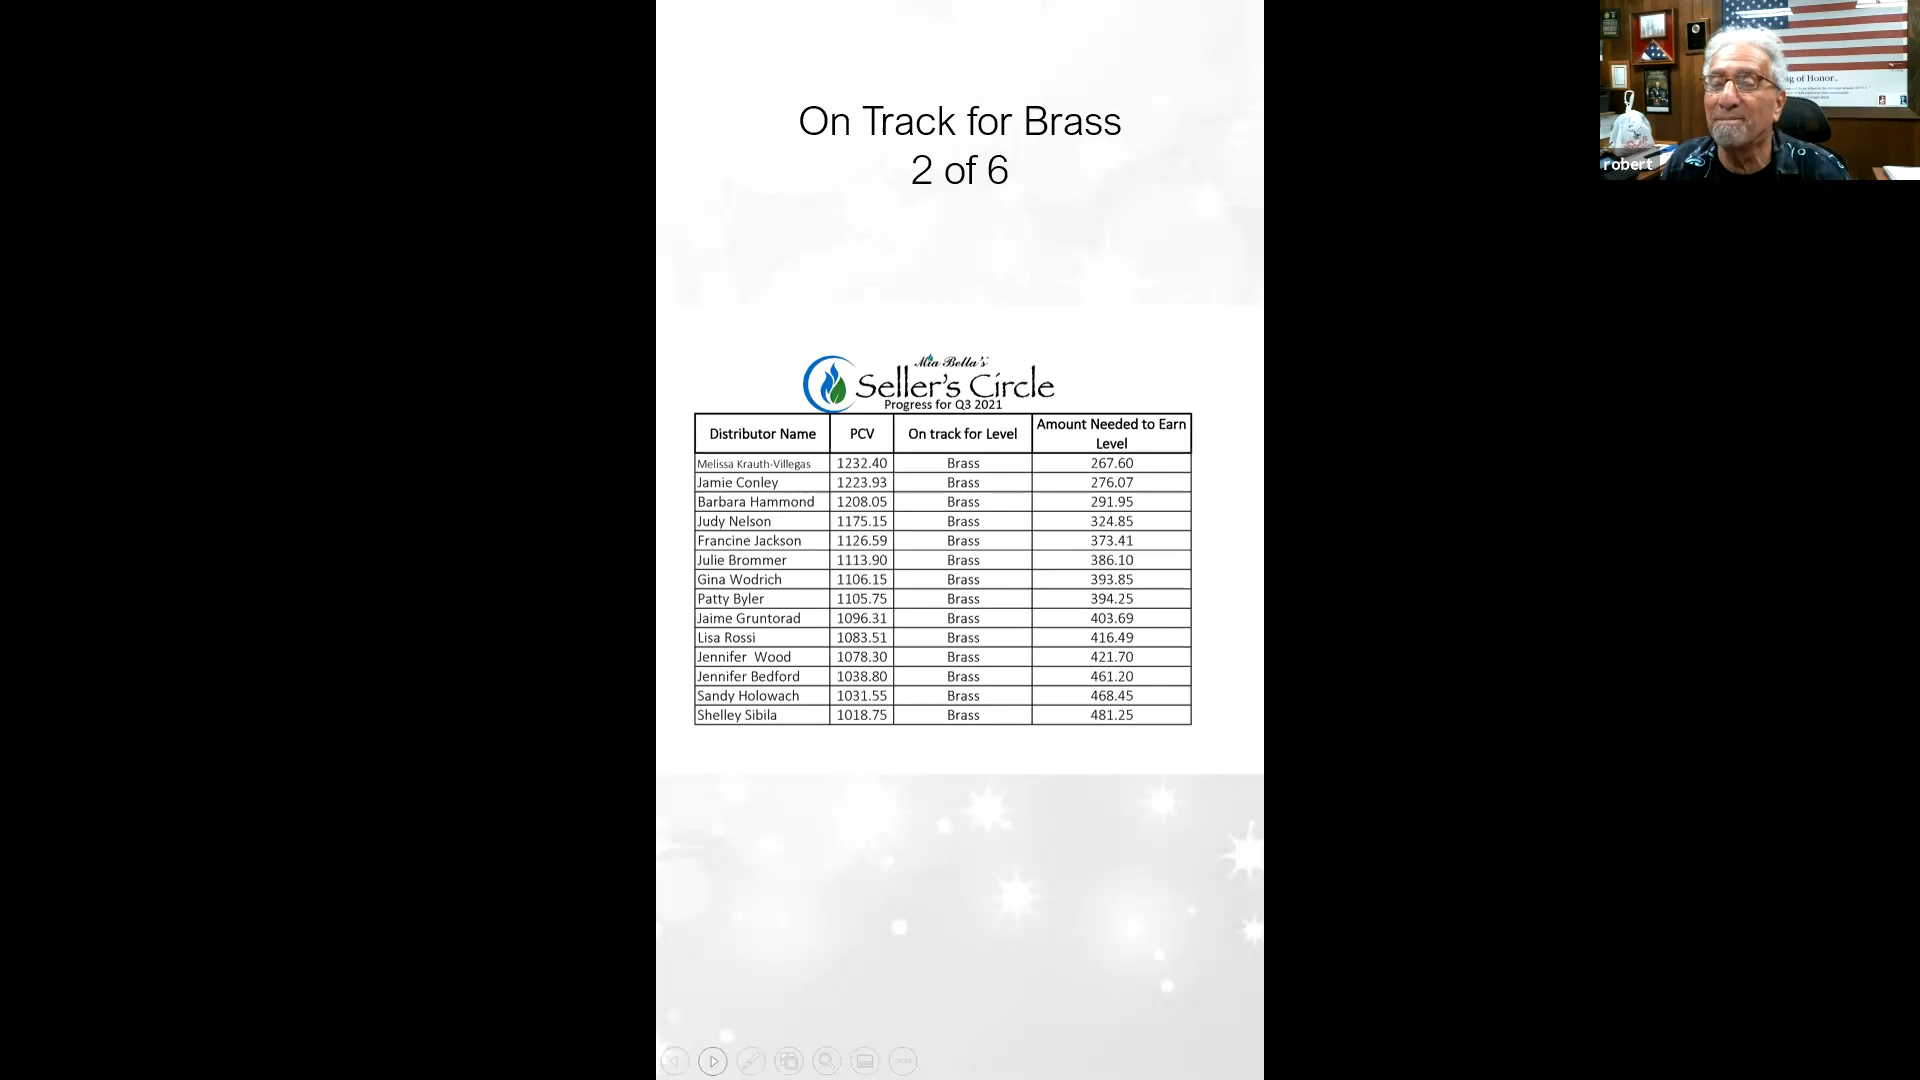 On Track for Brass
2 of 6
Mia Bella's
Seller's Circle
Progress for Q3 2021
Distributor Name PCV On track for Level Amount Needed to Earn Level
Melissa Krauth-Villegas 1232.40 Brass 267.60
Jamie Conley 1223.93 Brass 276.07
Barbara Hammond 1208.05 Brass 291.95
Judy Nelson 1175.15 Brass 324.85
Francine Jackson 1126.59 Brass 373.41
Julie Brommer 1113.90 Brass 386.10
Gina Wodrich 1106.15 Brass 393.85
Patty Byler 1105.75 Brass 394.25
Jaime Gruntorad 1096.31 Brass 403.69
Lisa Rossi 1083.51 Brass 416.49
Jennifer Wood 1078.30 Brass 421.70
Jennifer Bedford 1038.80 Brass 461.20
Sandy Holowach 1031.55 Brass 468.45
Shelley Sibila 1018.75 Brass 481.25
of Honor
robert